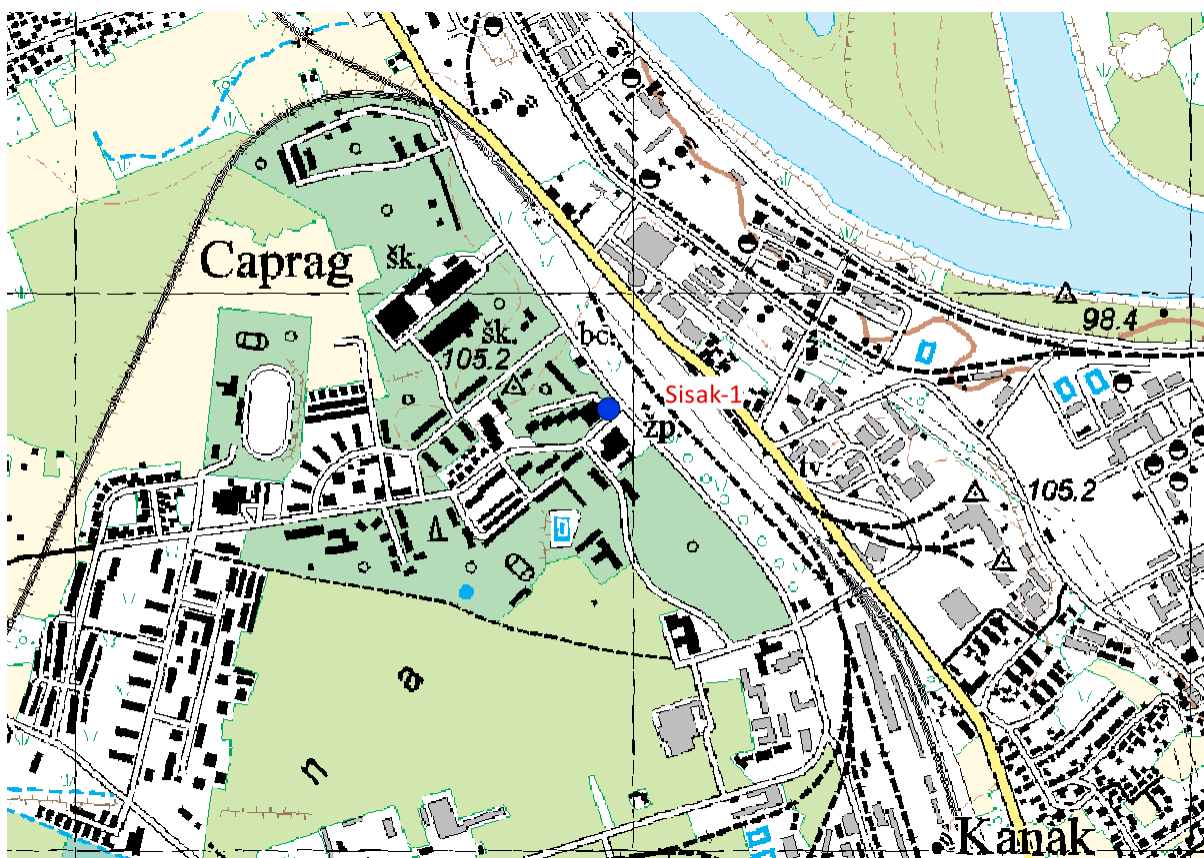 Caprag
šk.
šk.
105.2
bc.
98.4
Sisak-1
žp.
tv.
105.2
a
n
Kanak